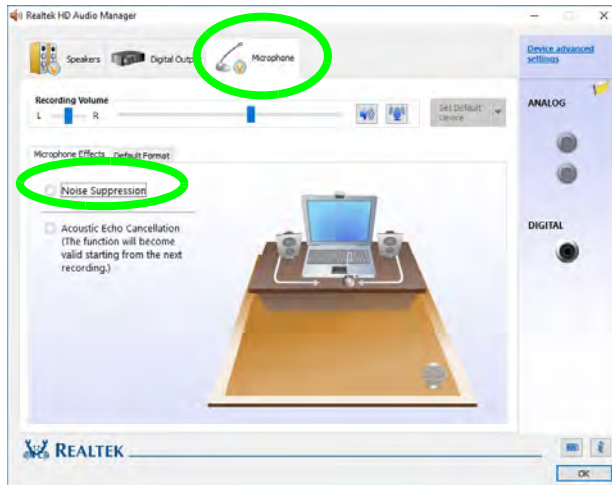 Realtek HD Audio Manager
Speakers
Digital Output
Microphone
Device advanced
settings
Recording Volume
L
R
Set Default
Device
ANALOG
Microphone Effects
Default Format
Noise Suppression
Acoustic Echo Cancellation
(The function will become
valid starting from the next
recording.)
DIGITAL
REALTEK
OK